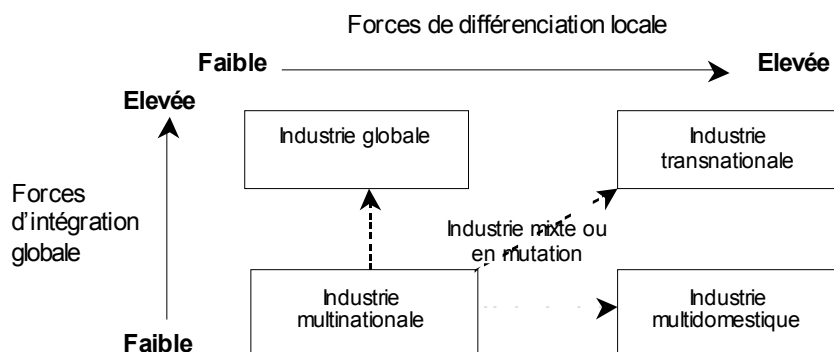 Forces de différenciation locale
Faible
Elevée
Elevée
Industrie globale
Industrie
transnationale
Forces
d'intégration
globale
Industrie mixte ou
en mutation
Industrie
multinationale
Industrie
multidomestique
Faible